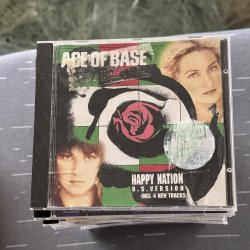 ACE OF BASE
HAPPY NATION
U.S. VERSION
(INCL. 4 NEW TRACKS)